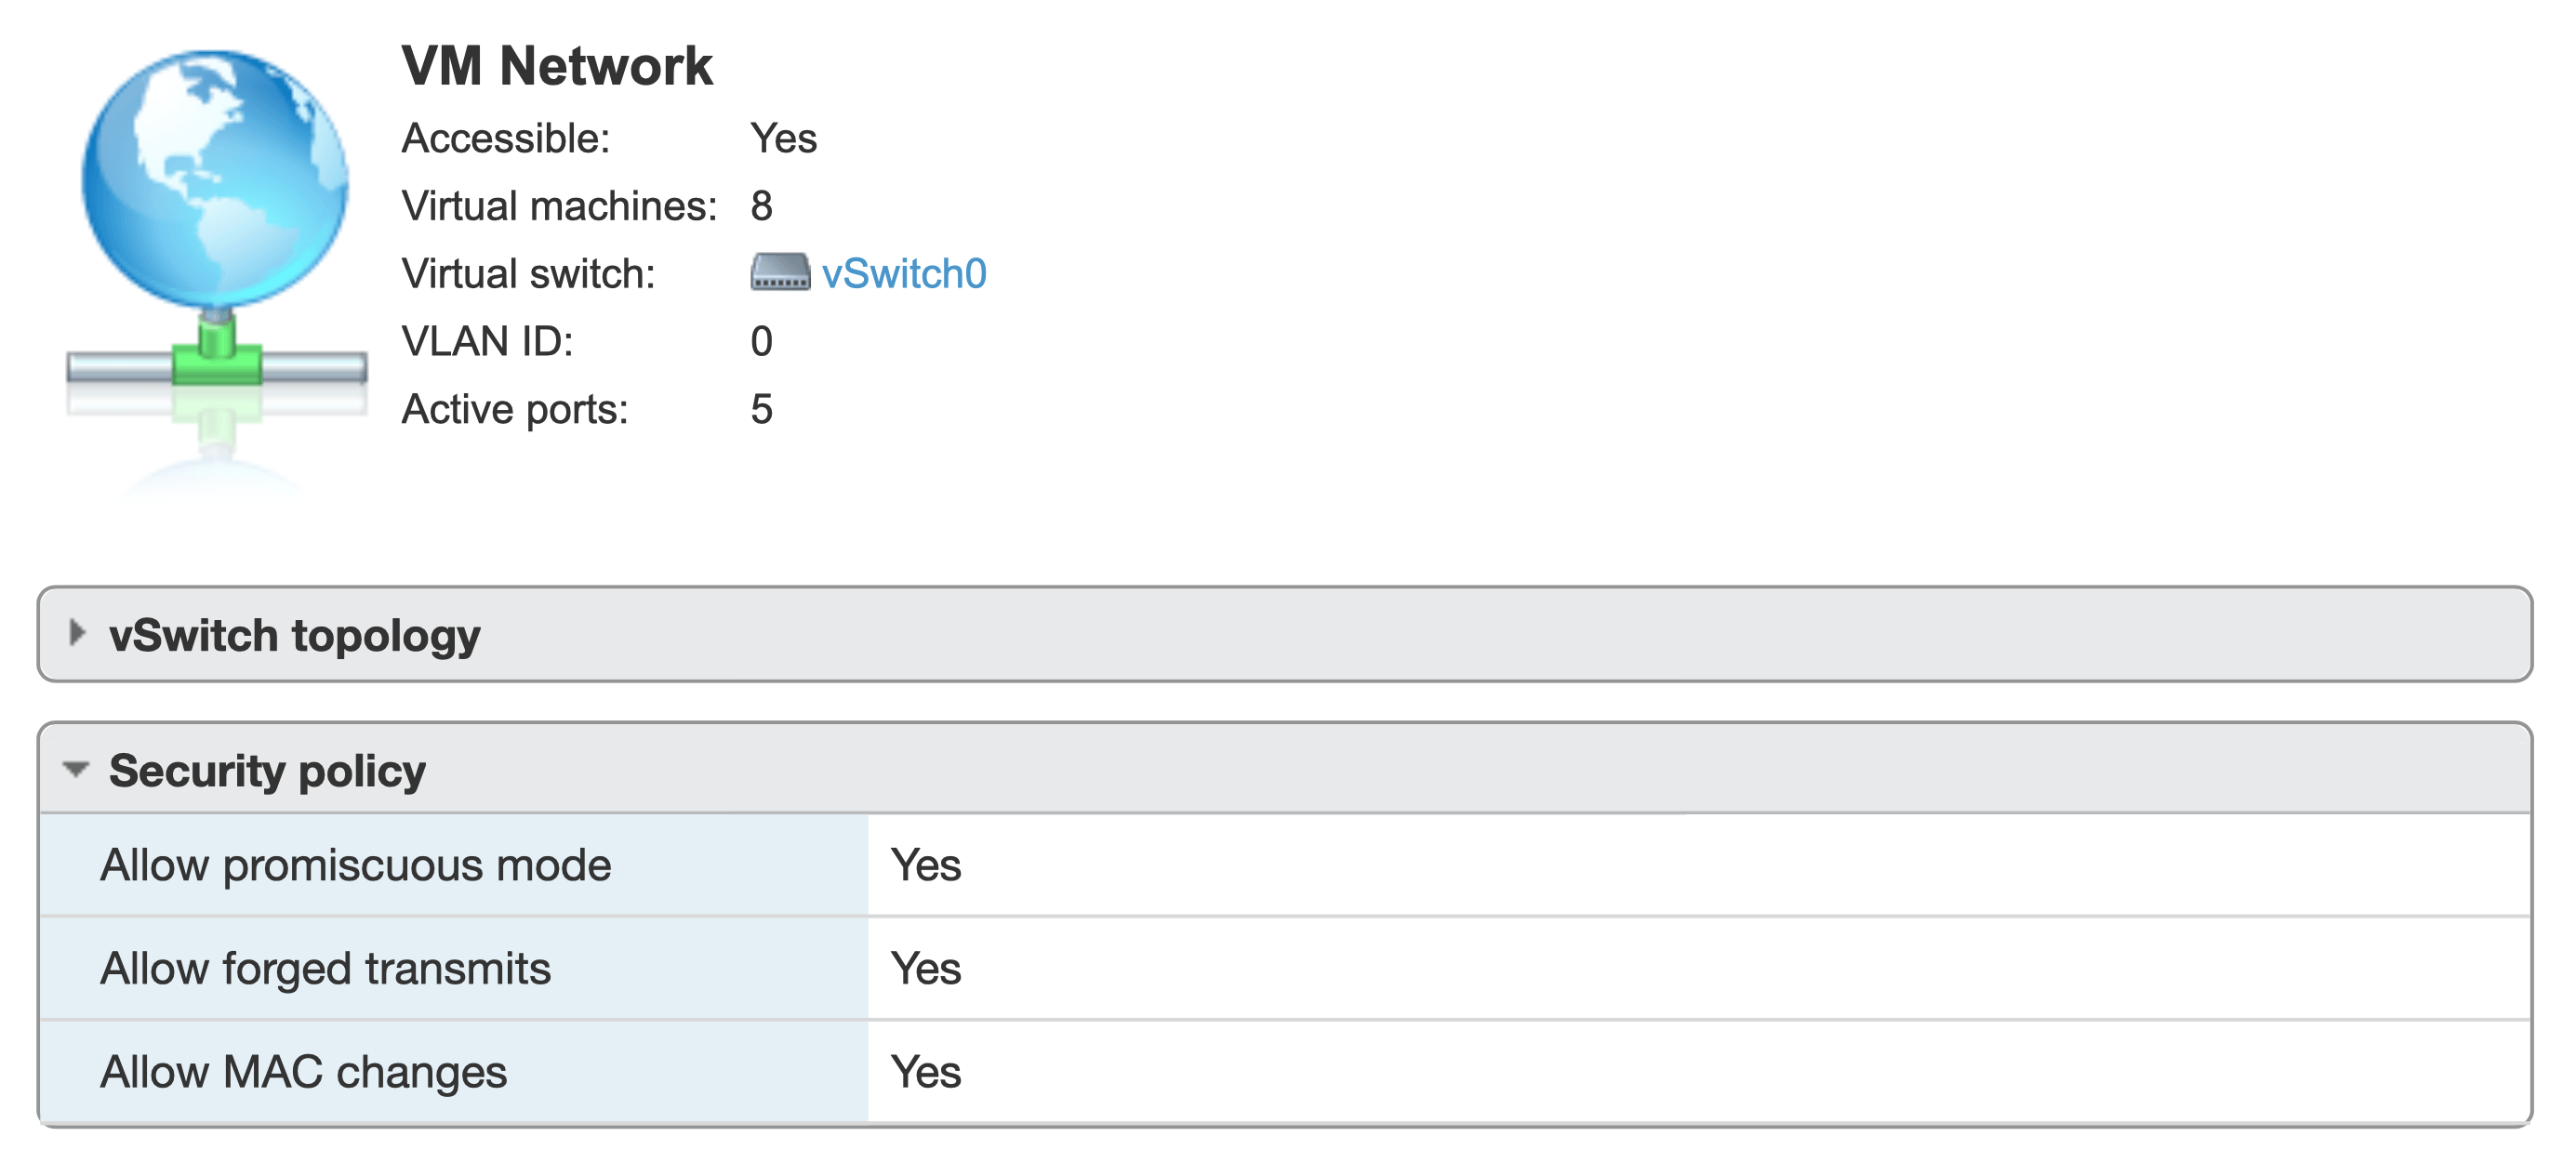 VM Network
Accessible: Yes
Virtual machines: 8
Virtual switch: vSwitch0
VLAN ID: 0
Active ports: 5
vSwitch topology
Security policy
Allow promiscuous mode Yes
Allow forged transmits Yes
Allow MAC changes Yes